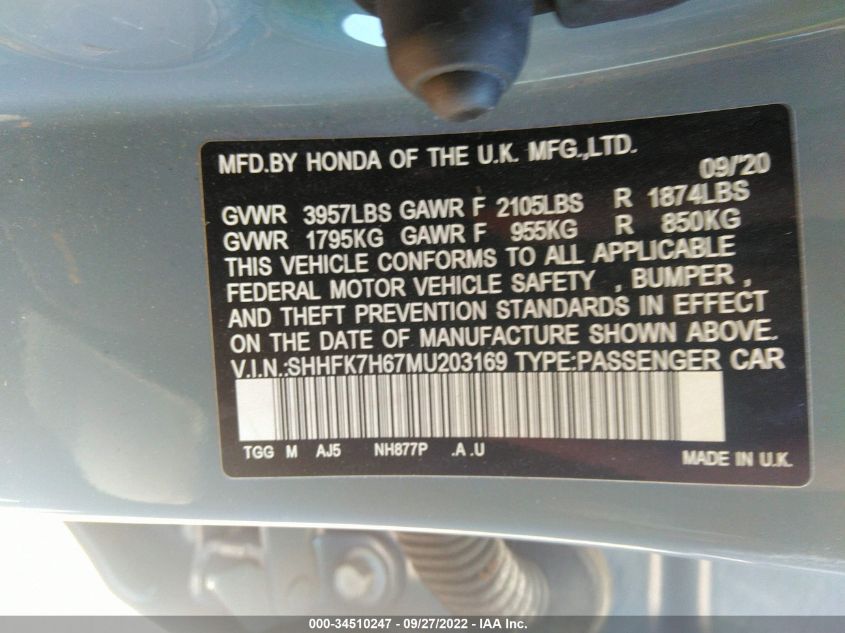 MFD.BY HONDA OF THE U.K. MFG.,LTD.
09/'20
GVWR 3957LBS GAWR F 2105LBS R 1874LBS
GVWR 1795KG GAWR F 955KG R 850KG
THIS VEHICLE CONFORMS TO ALL APPLICABLE
FEDERAL MOTOR VEHICLE SAFETY , BUMPER ,
AND THEFT PREVENTION STANDARDS IN EFFECT
ON THE DATE OF MANUFACTURE SHOWN ABOVE.
V.I.N.:SHHFK7H67MU203169 TYPE:PASSENGER CAR
TGG M AJ5 NH877P .A .U
MADE IN U.K.
000-34510247 - 09/27/2022 - IAA Inc.